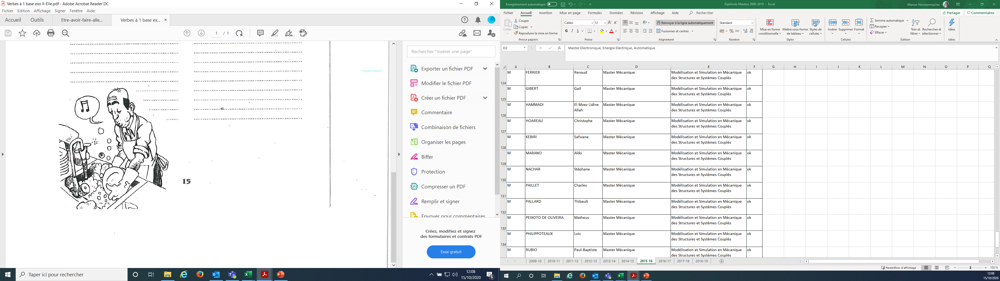 Verbes à 1 base exo Il-Elle.pdf - Adobe Acrobat Reader DC
Fichier Edition Affichage Signer Fenêtre Aide
Accueil Outils Etre-avoir-faire-alle... Verbes à 1 base ex... ×
1 / 1
15
Rechercher "Insérer une page"
Exporter un fichier PDF
Modifier le fichier PDF
Créer un fichier PDF
Commentaire
Combinaison de fichiers
Organiser les pages
Biffer
Protection
Compresser un PDF
Remplir et signer
Envoyer pour commentaires
Créez, modifiez et signez
des formulaires et contrats PDF
Essai gratuit
Taper ici pour rechercher
12:08
15/10/2020
6
Enregistrement automatique
Diplômés Masters 2009-2019 - Excel
Marion Nonnenmacher
Fichier Accueil Insertion Mise en page Formules Données Révision Affichage Aide Rechercher
Partager Commentaires
Coller
Couper
Copier
Reproduire la mise en forme
Presse-papiers
Calibri 12
G I S
Police
Renvoyer à la ligne automatiquement
Fusionner et centrer
Alignement
Standard
% 000
Nombre
Mise en forme conditionnelle
Mettre sous forme de tableau
Styles de cellules
Styles
Insérer Supprimer Format
Cellules
Somme automatique
Recopier
Effacer
Trier et filtrer
Rechercher et sélectionner
Édition
Idées
Idées
D2 fx Master Electronique, Energie Electrique, Automatique
A B C D E F G H I J K L M N O P Q
124 M FERRIER Renaud Master Mécanique Modélisation et Simulation en Mécanique des Structures et Systèmes Couplés ok
125 M GIBERT Gail Master Mécanique Modélisation et Simulation en Mécanique des Structures et Systèmes Couplés ok
126 M HAMMADI El Moez Lidine Allah Master Mécanique Modélisation et Simulation en Mécanique des Structures et Systèmes Couplés ok
127 M HOAREAU Christophe Master Mécanique Modélisation et Simulation en Mécanique des Structures et Systèmes Couplés ok
128 M KEBIRI Safwane Master Mécanique Modélisation et Simulation en Mécanique des Structures et Systèmes Couplés ok
129 M MARANO Aldo Master Mécanique Modélisation et Simulation en Mécanique des Structures et Systèmes Couplés ok
130 M NACHAR Stéphane Master Mécanique Modélisation et Simulation en Mécanique des Structures et Systèmes Couplés ok
131 M PAILLET Charles Master Mécanique Modélisation et Simulation en Mécanique des Structures et Systèmes Couplés ok
132 M PALLARD Thibault Master Mécanique Modélisation et Simulation en Mécanique des Structures et Systèmes Couplés ok
133 M PEIXOTO DE OLIVEIRA Matheus Master Mécanique Modélisation et Simulation en Mécanique des Structures et Systèmes Couplés ok
134 M PHILIPPOTEAUX Loic Master Mécanique Modélisation et Simulation en Mécanique des Structures et Systèmes Couplés ok
M RUBIO Paul-Baptiste Master Mécanique Modélisation et Simulation en Mécanique des Structures et Systèmes Couplés ok
2009-10 2010-11 2011-12 2012-13 2013-14 2014-15 2015-16 2016-17 2017-18 2018-19
Paramètres d'affichage 100 %
12:08
15/10/2020